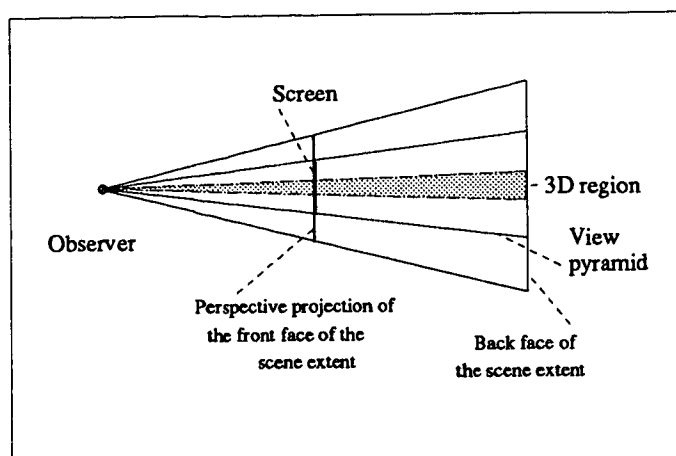 Screen
3D region
Observer
View
pyramid
Perspective projection of
the front face of the
scene extent
Back face of
the scene extent